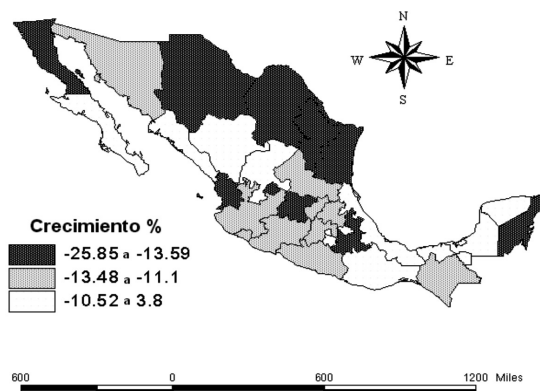 N
W E
S
Crecimiento %
-25.85 a -13.59
-13.48 a -11.1
-10.52 a 3.8
600 0 600 1200 Miles